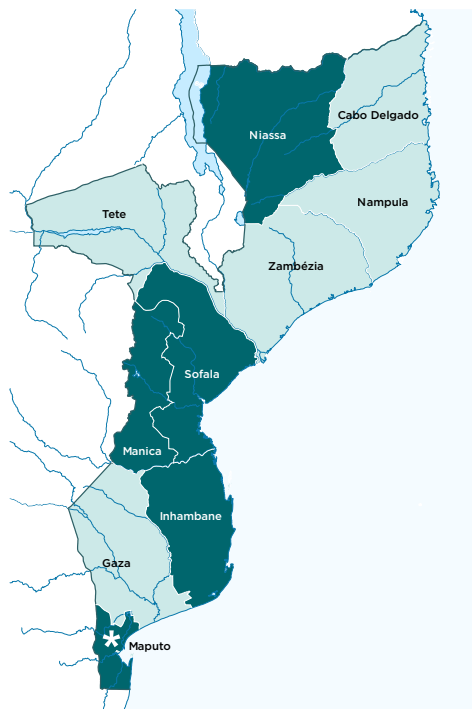 Cabo Delgado
Niassa
Nampula
Tete
Zambézia
Sofala
Manica
Inhambane
Gaza
*
Maputo